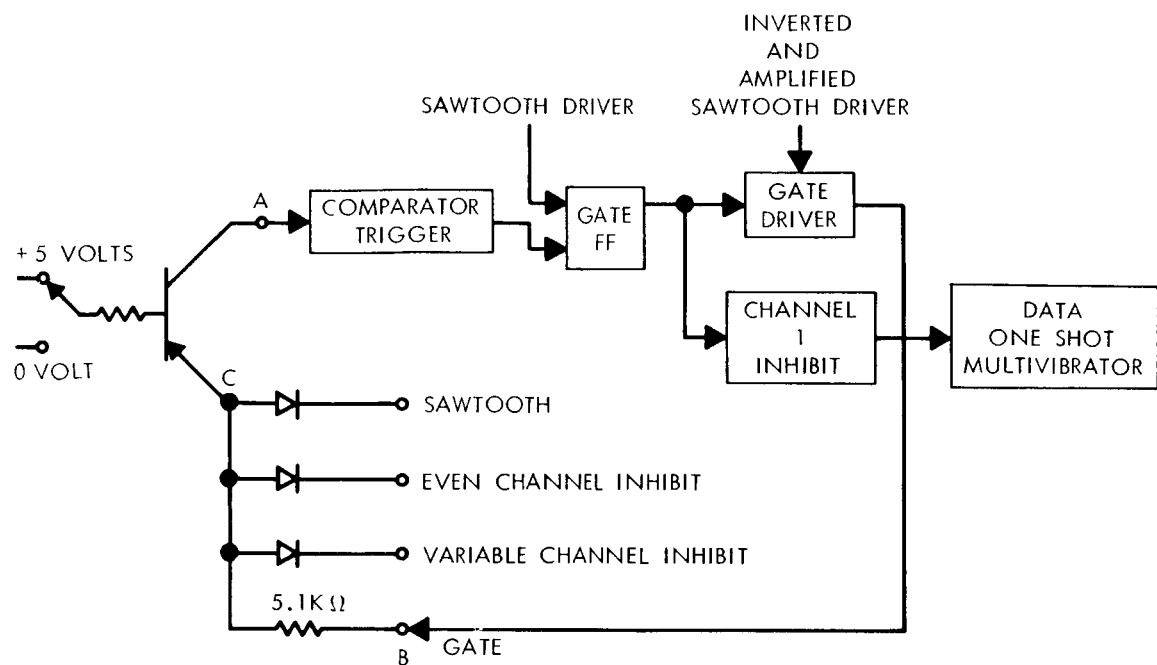 INVERTED
AND
AMPLIFIED
SAWTOOTH DRIVER
SAWTOOTH DRIVER
A
COMPARATOR
TRIGGER
GATE
FF
GATE
DRIVER
+ 5 VOLTS
0 VOLT
CHANNEL
1
INHIBIT
DATA
ONE SHOT
MULTIVIBRATOR
C
SAWTOOTH
EVEN CHANNEL INHIBIT
VARIABLE CHANNEL INHIBIT
5.1K Ω
B
GATE